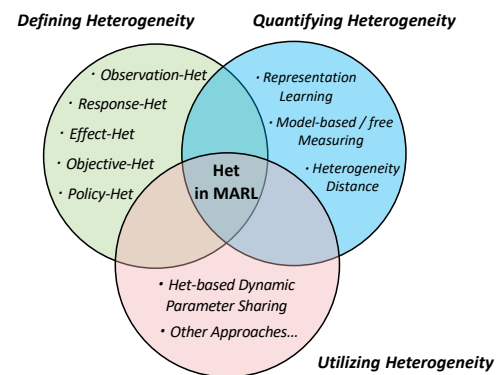 Defining Heterogeneity
Quantifying Heterogeneity
· Observation-Het
· Response-Het
· Effect-Het
· Objective-Het
· Policy-Het
· Representation
Learning
· Model-based / free
Measuring
· Heterogeneity
Distance
Het
in MARL
· Het-based Dynamic
Parameter Sharing
· Other Approaches...
Utilizing Heterogeneity